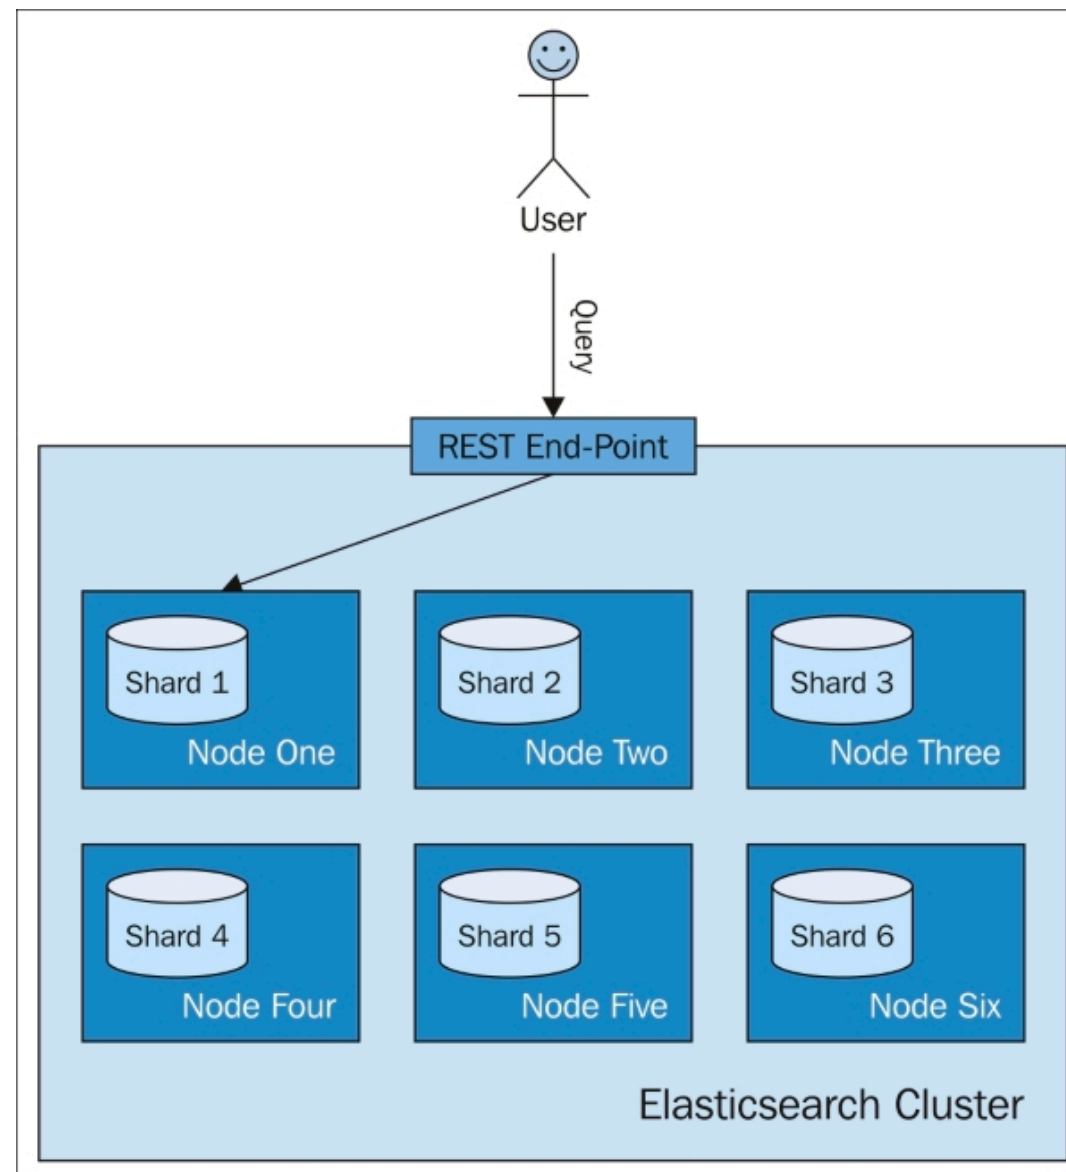 User
Query
REST End-Point
Shard 1
Node One
Shard 2
Node Two
Shard 3
Node Three
Shard 4
Node Four
Shard 5
Node Five
Shard 6
Node Six
Elasticsearch Cluster